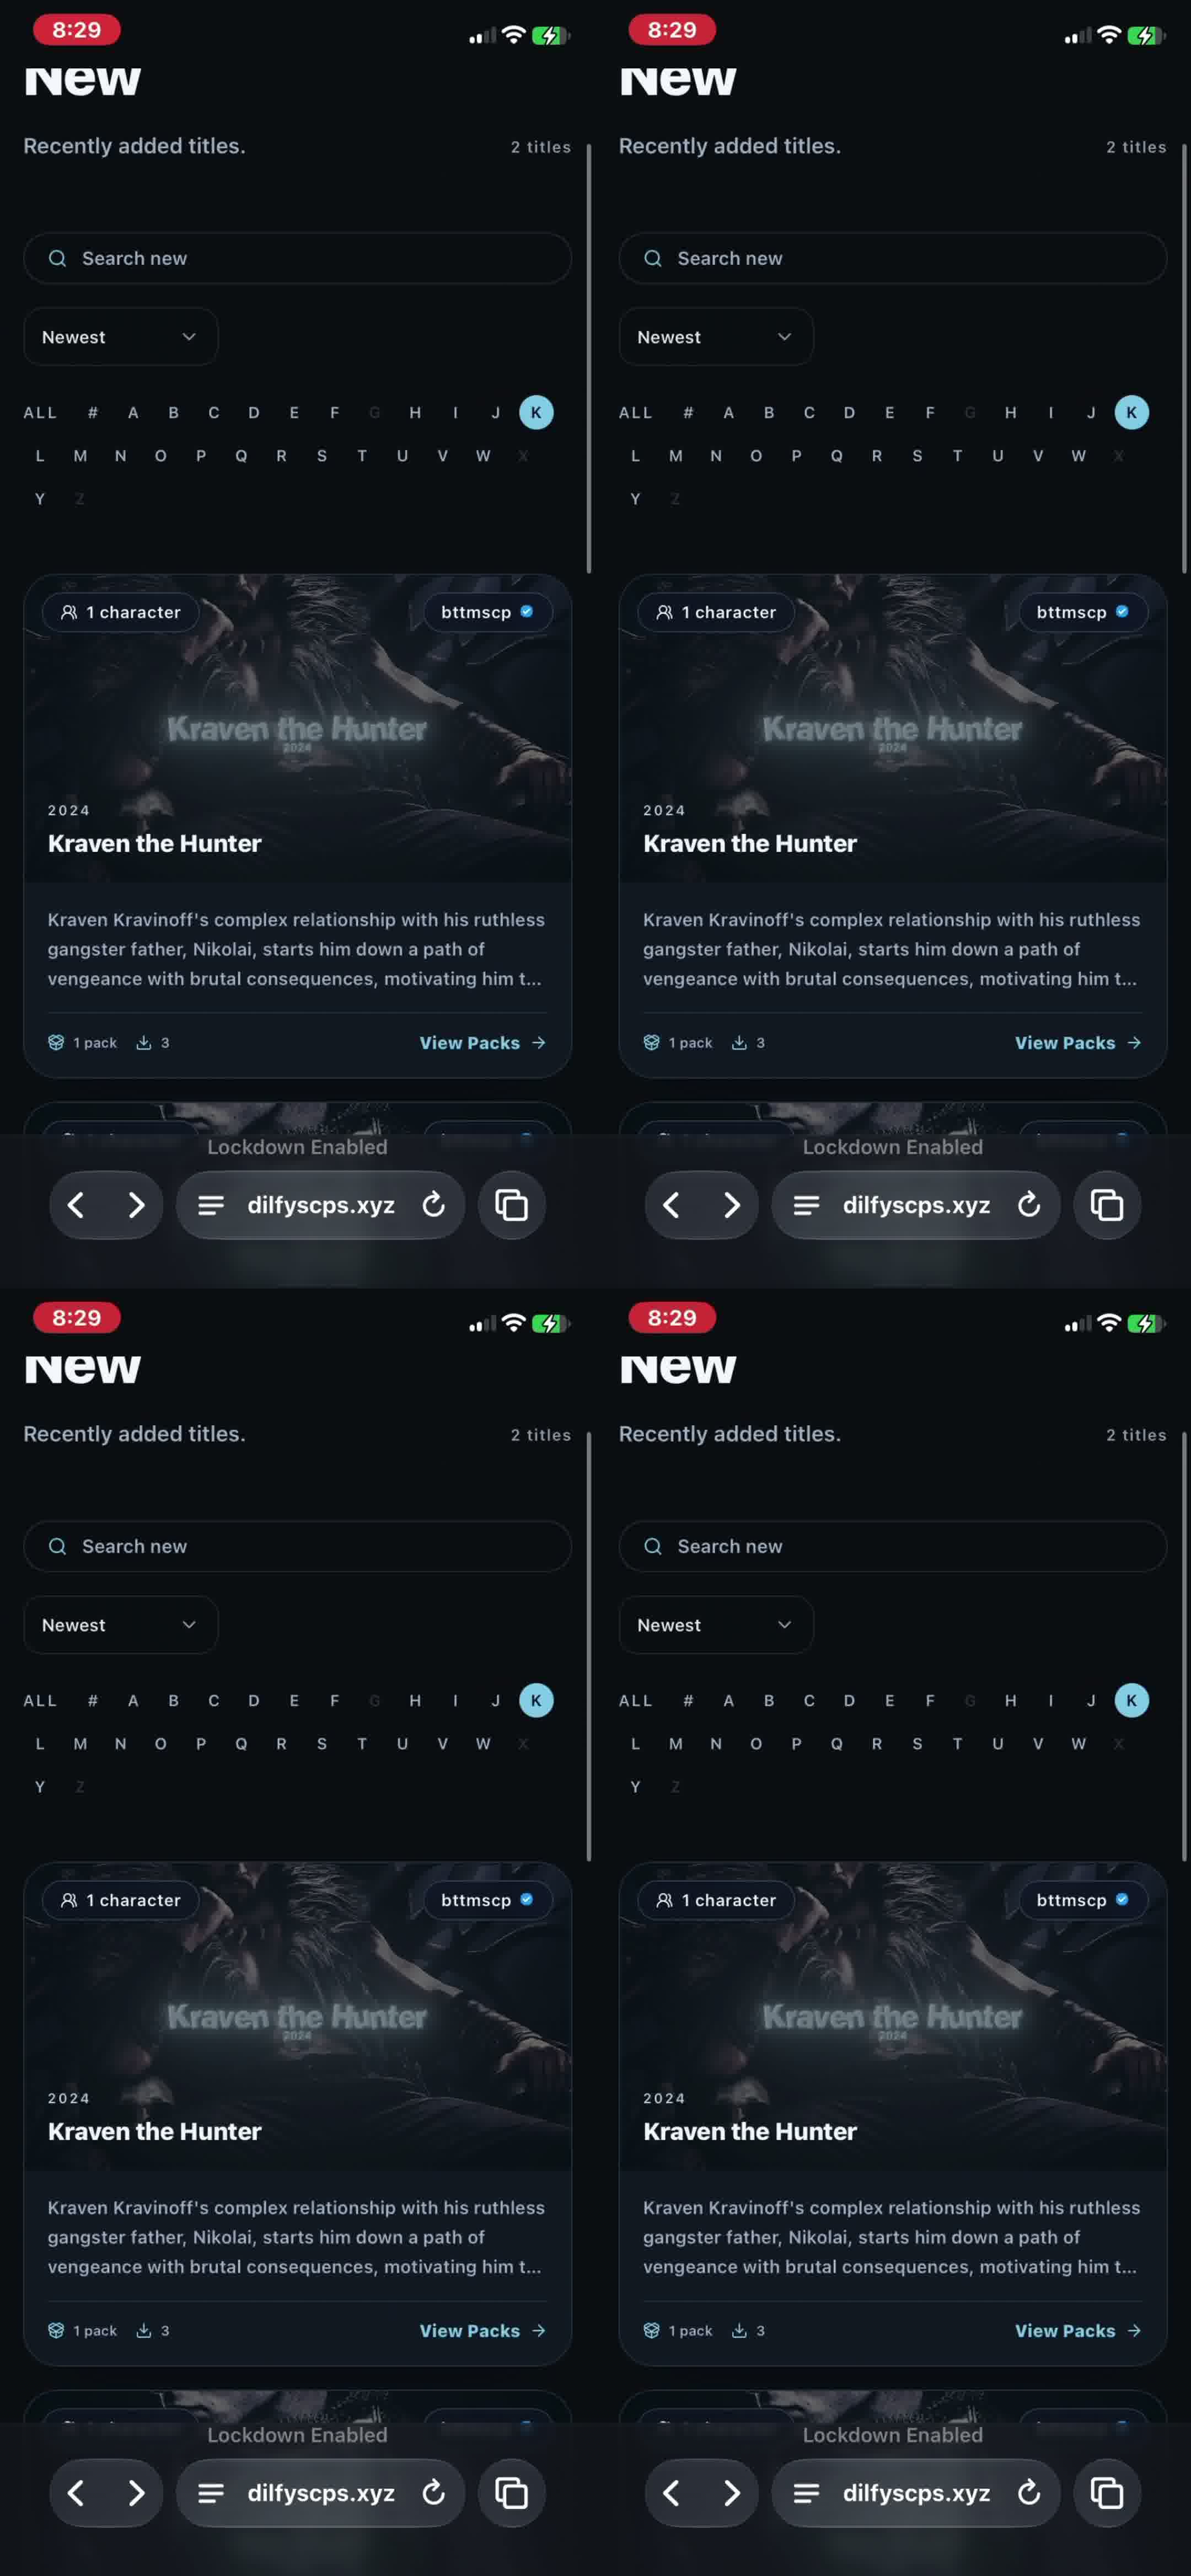 8:29
New
Recently added titles.
2 titles
Search new
Newest
ALL # A B C D E F G H I J K
L M N O P Q R S T U V W X
Y Z
1 character
bttmscp
Kraven the Hunter
2024
2024
Kraven the Hunter
Kraven Kravinoff's complex relationship with his ruthless
gangster father, Nikolai, starts him down a path of
vengeance with brutal consequences, motivating him t...
1 pack
3
View Packs
Lockdown Enabled
dilfyscps.xyz
8:29
New
Recently added titles.
2 titles
Search new
Newest
ALL # A B C D E F G H I J K
L M N O P Q R S T U V W X
Y Z
1 character
bttmscp
Kraven the Hunter
2024
2024
Kraven the Hunter
Kraven Kravinoff's complex relationship with his ruthless
gangster father, Nikolai, starts him down a path of
vengeance with brutal consequences, motivating him t...
1 pack
3
View Packs
Lockdown Enabled
dilfyscps.xyz
8:29
New
Recently added titles.
2 titles
Search new
Newest
ALL # A B C D E F G H I J K
L M N O P Q R S T U V W X
Y Z
1 character
bttmscp
Kraven the Hunter
2024
2024
Kraven the Hunter
Kraven Kravinoff's complex relationship with his ruthless
gangster father, Nikolai, starts him down a path of
vengeance with brutal consequences, motivating him t...
1 pack
3
View Packs
Lockdown Enabled
dilfyscps.xyz
8:29
New
Recently added titles.
2 titles
Search new
Newest
ALL # A B C D E F G H I J K
L M N O P Q R S T U V W X
Y Z
1 character
bttmscp
Kraven the Hunter
2024
2024
Kraven the Hunter
Kraven Kravinoff's complex relationship with his ruthless
gangster father, Nikolai, starts him down a path of
vengeance with brutal consequences, motivating him t...
1 pack
3
View Packs
Lockdown Enabled
dilfyscps.xyz